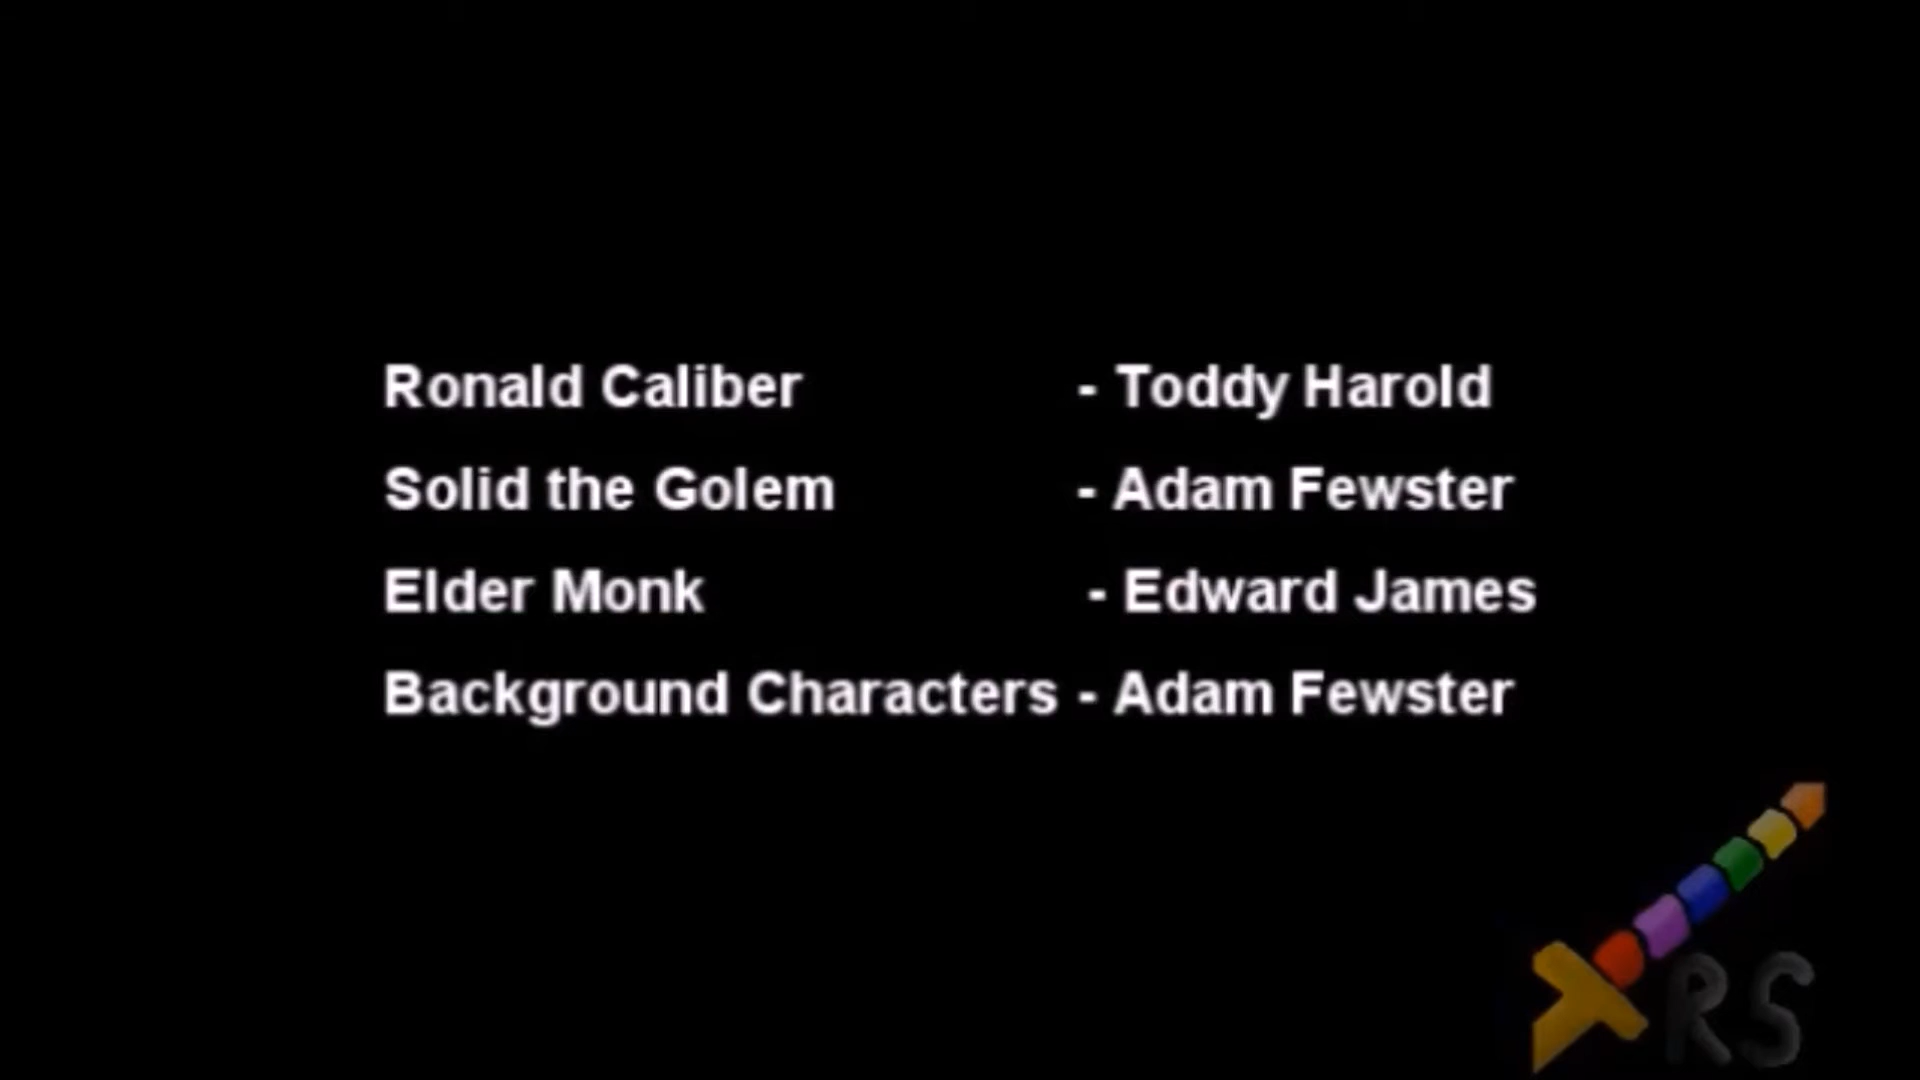 Ronald Caliber - Toddy Harold
Solid the Golem - Adam Fewster
Elder Monk - Edward James
Background Characters - Adam Fewster
RS